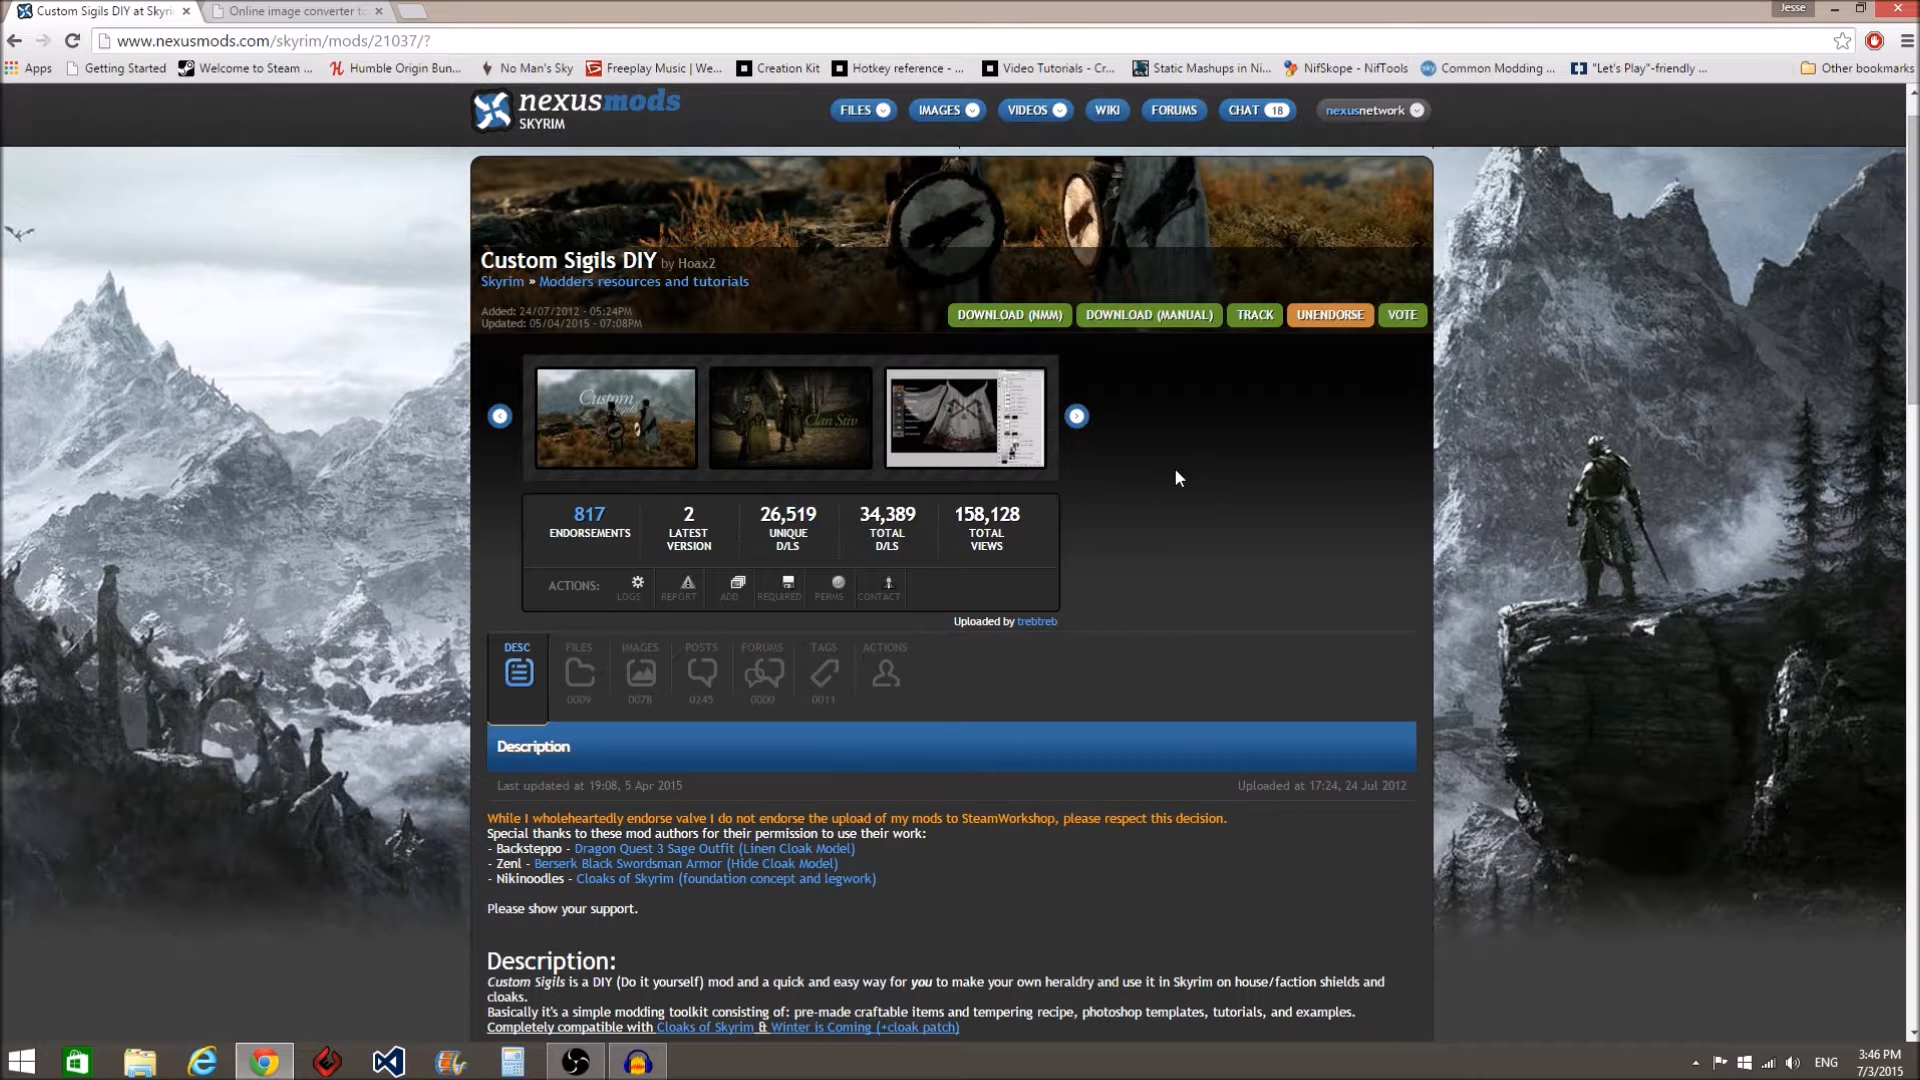 Custom Sigils DIY at Skyri
Online image converter to
Jesse
www.nexusmods.com/skyrim/mods/21037/?
Apps
Getting Started
Welcome to Steam ...
Humble Origin Bun...
No Man's Sky
Freeplay Music | We...
Creation Kit
Hotkey reference - ...
Video Tutorials - Cr...
Static Mashups in Ni...
NifSkope - NifTools
Common Modding ...
"Let's Play"-friendly ...
Other bookmarks
nexusmods
SKYRIM
FILES
IMAGES
VIDEOS
WIKI
FORUMS
CHAT 18
nexusnetwork
Custom Sigils DIY by Hoax2
Skyrim » Modders resources and tutorials
Added: 24/07/2012 - 05:24PM
Updated: 05/04/2015 - 07:08PM
DOWNLOAD (NMM)
DOWNLOAD (MANUAL)
TRACK
UNENDORSE
VOTE
Custom
Clan Stiv
817
ENDORSEMENTS
2
LATEST
VERSION
26,519
UNIQUE
D/LS
34,389
TOTAL
D/LS
158,128
TOTAL
VIEWS
ACTIONS:
LOGS
REPORT
ADD
REQUIRED
PERMS
CONTACT
Uploaded by trebtreb
DESC
FILES
0009
IMAGES
0078
POSTS
0245
FORUMS
0000
TAGS
0011
ACTIONS
Description
Last updated at 19:08, 5 Apr 2015
Uploaded at 17:24, 24 Jul 2012
While I wholeheartedly endorse valve I do not endorse the upload of my mods to SteamWorkshop, please respect this decision.
Special thanks to these mod authors for their permission to use their work:
- Backsteppo - Dragon Quest 3 Sage Outfit (Linen Cloak Model)
- Zenl - Berserk Black Swordsman Armor (Hide Cloak Model)
- Nikinoodles - Cloaks of Skyrim (foundation concept and legwork)
Please show your support.
Description:
Custom Sigils is a DIY (Do it yourself) mod and a quick and easy way for you to make your own heraldry and use it in Skyrim on house/faction shields and
cloaks.
Basically it's a simple modding toolkit consisting of: pre-made craftable items and tempering recipe, photoshop templates, tutorials, and examples.
Completely compatible with Cloaks of Skyrim & Winter is Coming (+cloak patch)
ENG
3:46 PM
7/3/2015